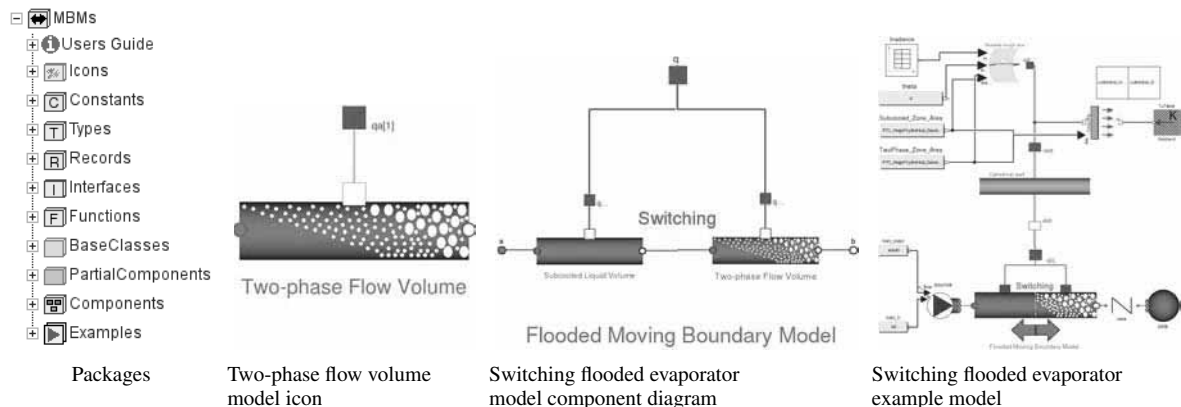 MBMs
Users Guide
Icons
Constants
Types
Records
Interfaces
Functions
BaseClasses
PartialComponents
Components
Examples
qa[1]
Two-phase Flow Volume
q
q...
q...
Switching
a
b
Subcooled Liquid Volume
Two-phase Flow Volume
Flooded Moving Boundary Model
Irradiance
theta
Subcooled_Zone_Area
TwoPhase_Zone_Area
K
Switching
Flooded Moving Boundary Model
Packages
Two-phase flow volume
model icon
Switching flooded evaporator
model component diagram
Switching flooded evaporator
example model